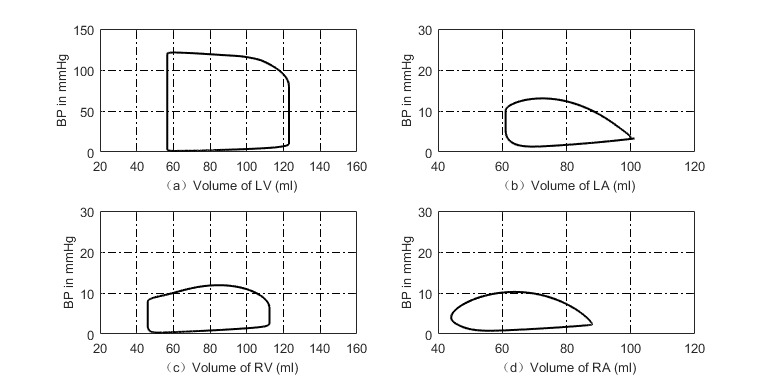 150
100
50
0
BP in mmHg
20 40 60 80 100 120 140 160
（a）Volume of LV (ml)
30
20
10
0
BP in mmHg
40 60 80 100 120
（b）Volume of LA (ml)
30
20
10
0
BP in mmHg
20 40 60 80 100 120 140 160
（c）Volume of RV (ml)
30
20
10
0
BP in mmHg
40 60 80 100 120
（d）Volume of RA (ml)